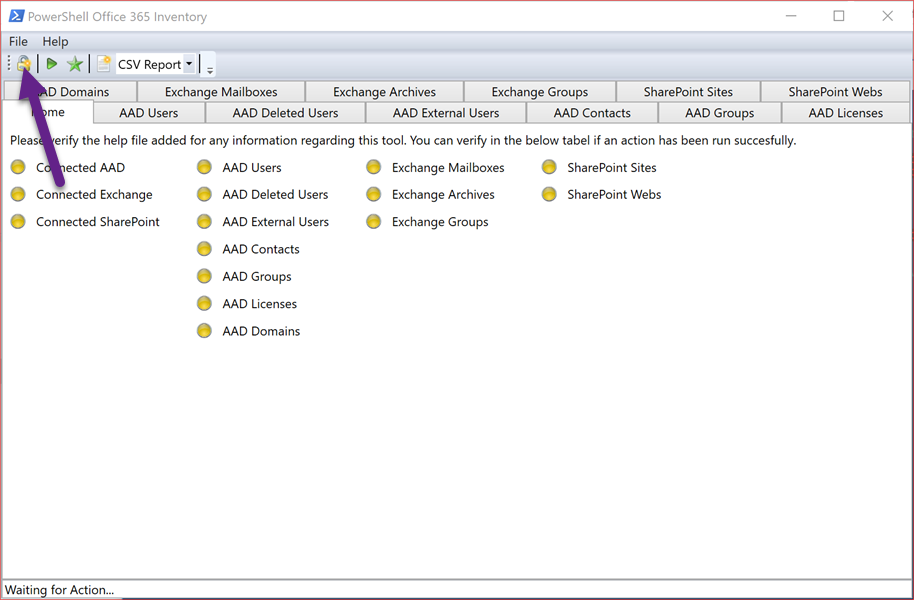 PowerShell Office 365 Inventory
File Help
CSV Report
Domains Exchange Mailboxes Exchange Archives Exchange Groups SharePoint Sites SharePoint Webs
AAD Users AAD Deleted Users AAD External Users AAD Contacts AAD Groups AAD Licenses
verify the help file added for any information regarding this tool. You can verify in the below tabel if an action has been run succesfully.
Connected AAD AAD Users Exchange Mailboxes SharePoint Sites
Connected Exchange AAD Deleted Users Exchange Archives SharePoint Webs
Connected SharePoint AAD External Users Exchange Groups
AAD Contacts
AAD Groups
AAD Licenses
AAD Domains
Waiting for Action...